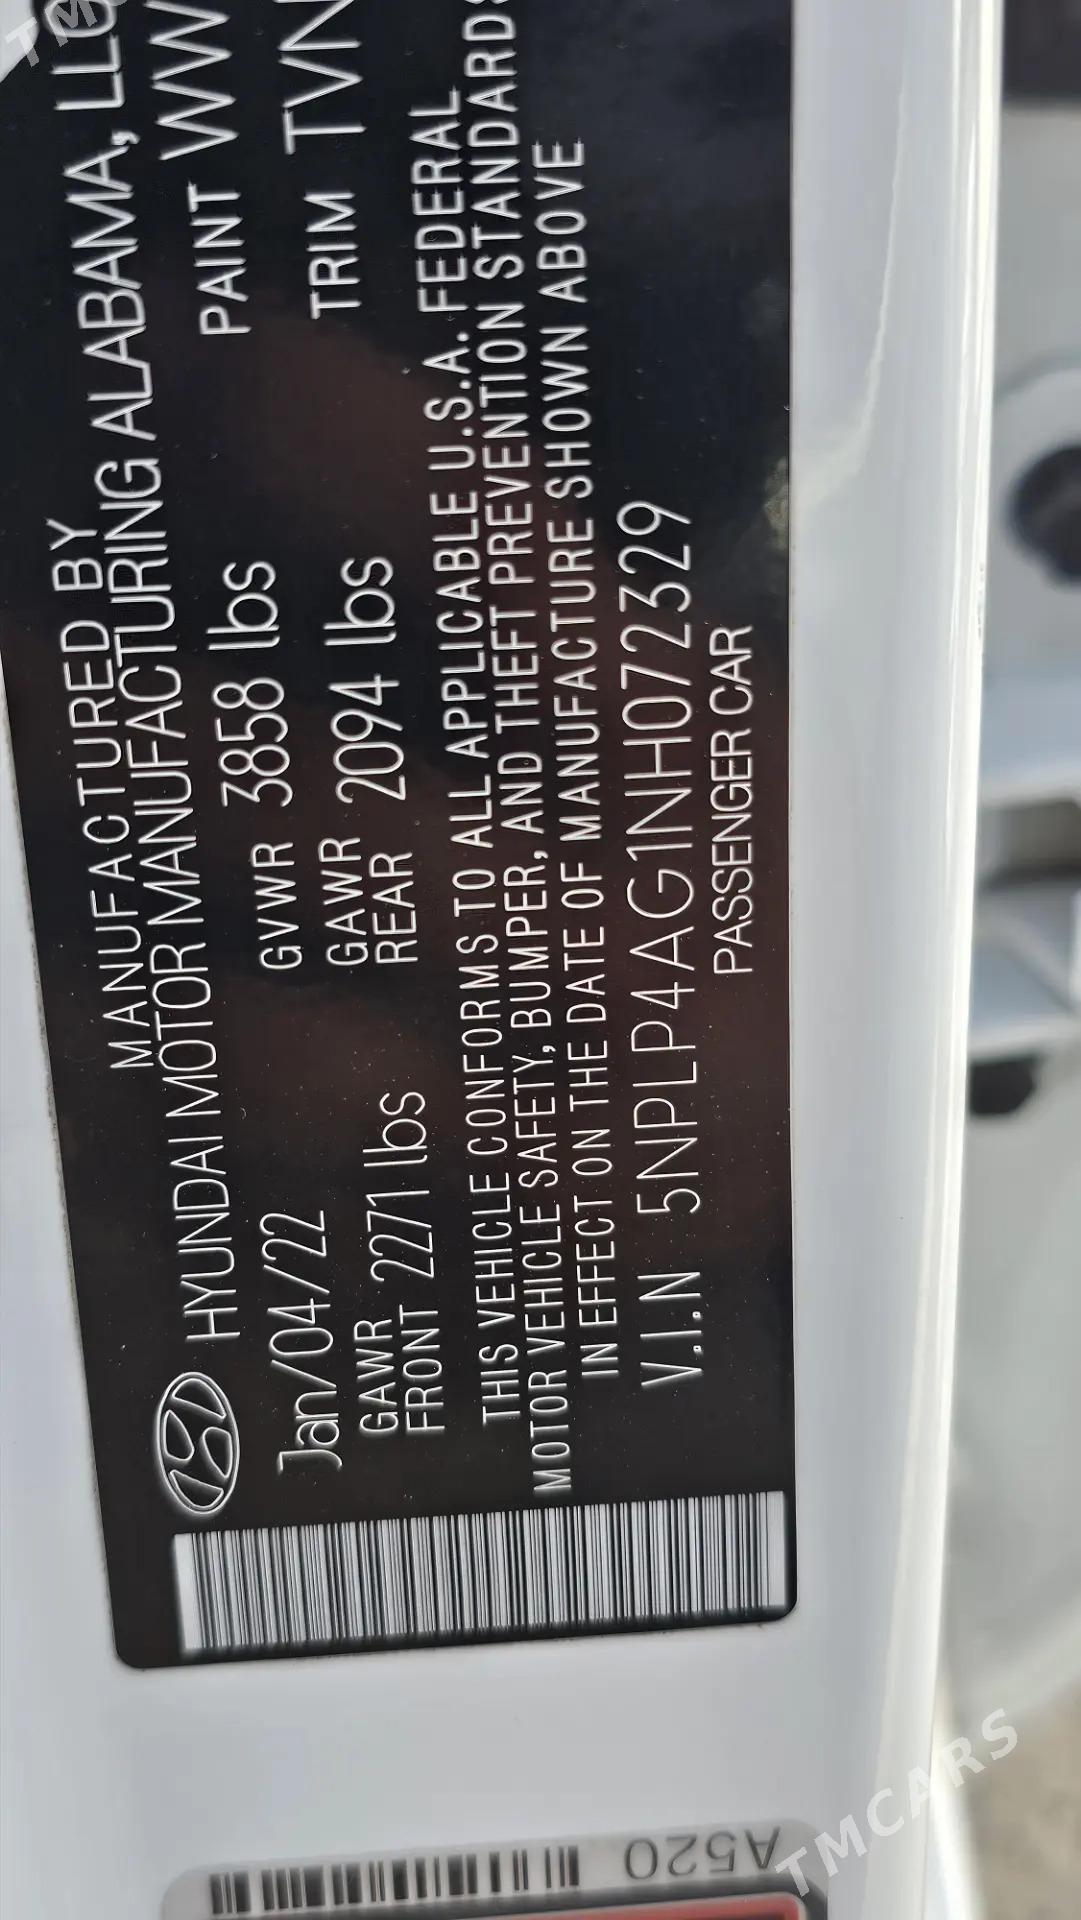 MANUFACTURED BY
HYUNDAI MOTOR MANUFACTURING ALABAMA, LLC
Jan/04/22 GVWR 3858 lbs PAINT WW
GAWR FRONT 2271 lbs GAWR REAR 2094 lbs TRIM TVN
THIS VEHICLE CONFORMS TO ALL APPLICABLE U.S.A. FEDERAL
MOTOR VEHICLE SAFETY, BUMPER, AND THEFT PREVENTION STANDARDS
IN EFFECT ON THE DATE OF MANUFACTURE SHOWN ABOVE
V.I.N 5NPLP4AG1NH072329
PASSENGER CAR
A520
TMCARS